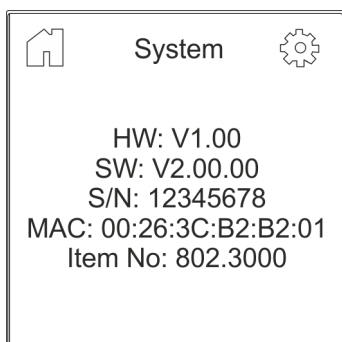 System
HW: V1.00
SW: V2.00.00
S/N: 12345678
MAC: 00:26:3C:B2:B2:01
Item No: 802.3000